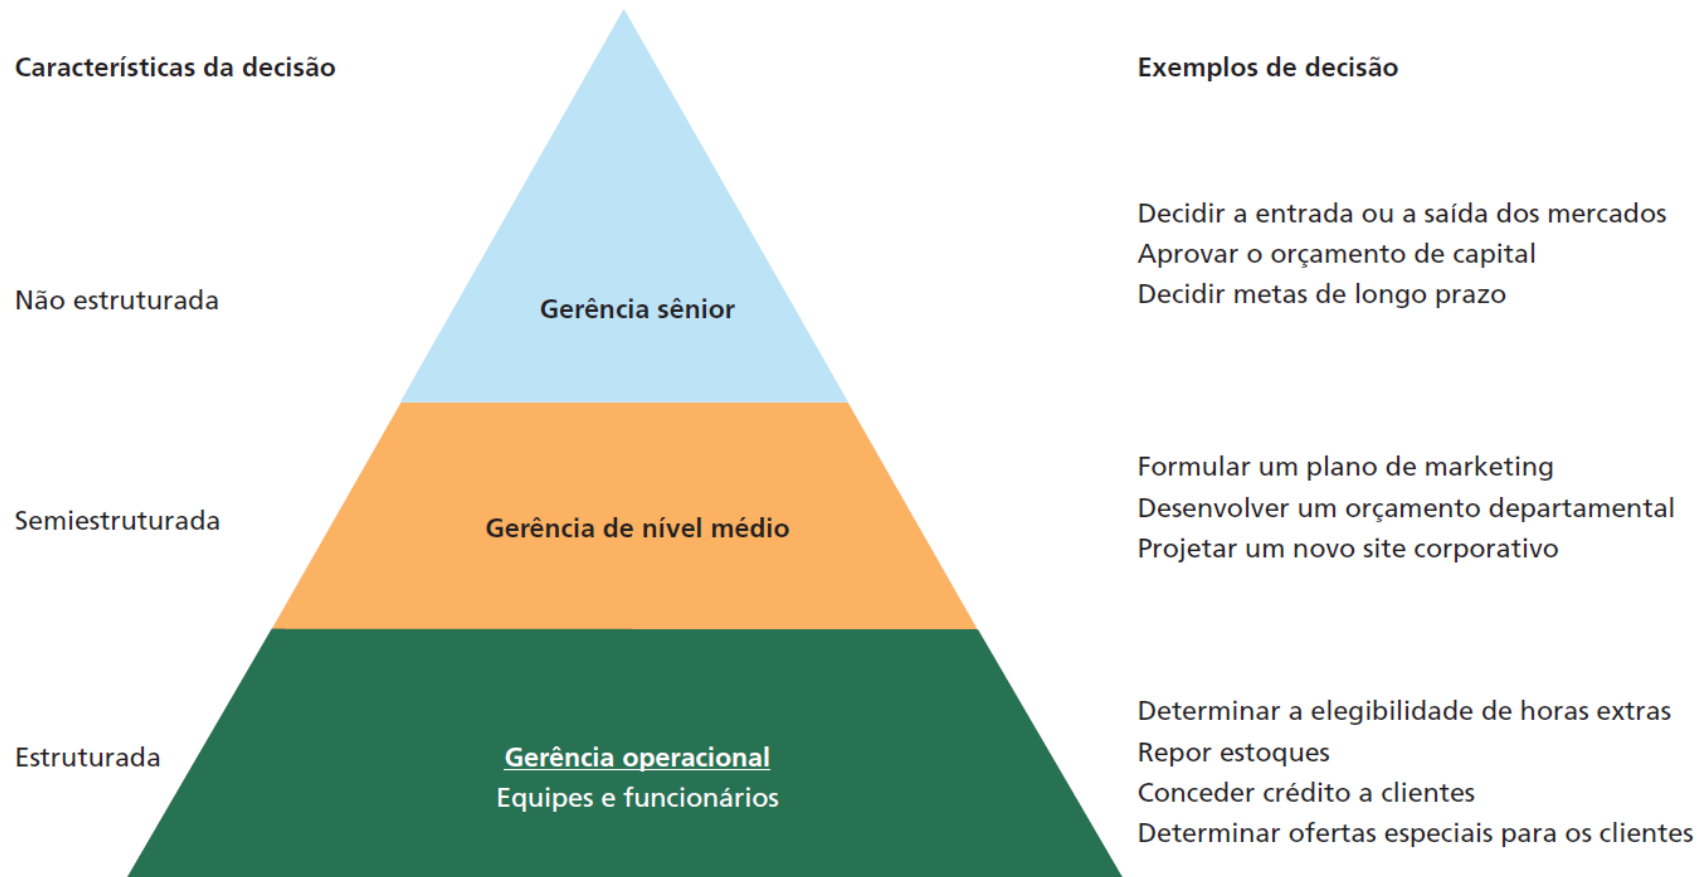 Características da decisão
Exemplos de decisão
Não estruturada
Gerência sênior
Decidir a entrada ou a saída dos mercados
Aprovar o orçamento de capital
Decidir metas de longo prazo
Semiestruturada
Gerência de nível médio
Formular um plano de marketing
Desenvolver um orçamento departamental
Projetar um novo site corporativo
Estruturada
Gerência operacional
Equipes e funcionários
Determinar a elegibilidade de horas extras
Repor estoques
Conceder crédito a clientes
Determinar ofertas especiais para os clientes